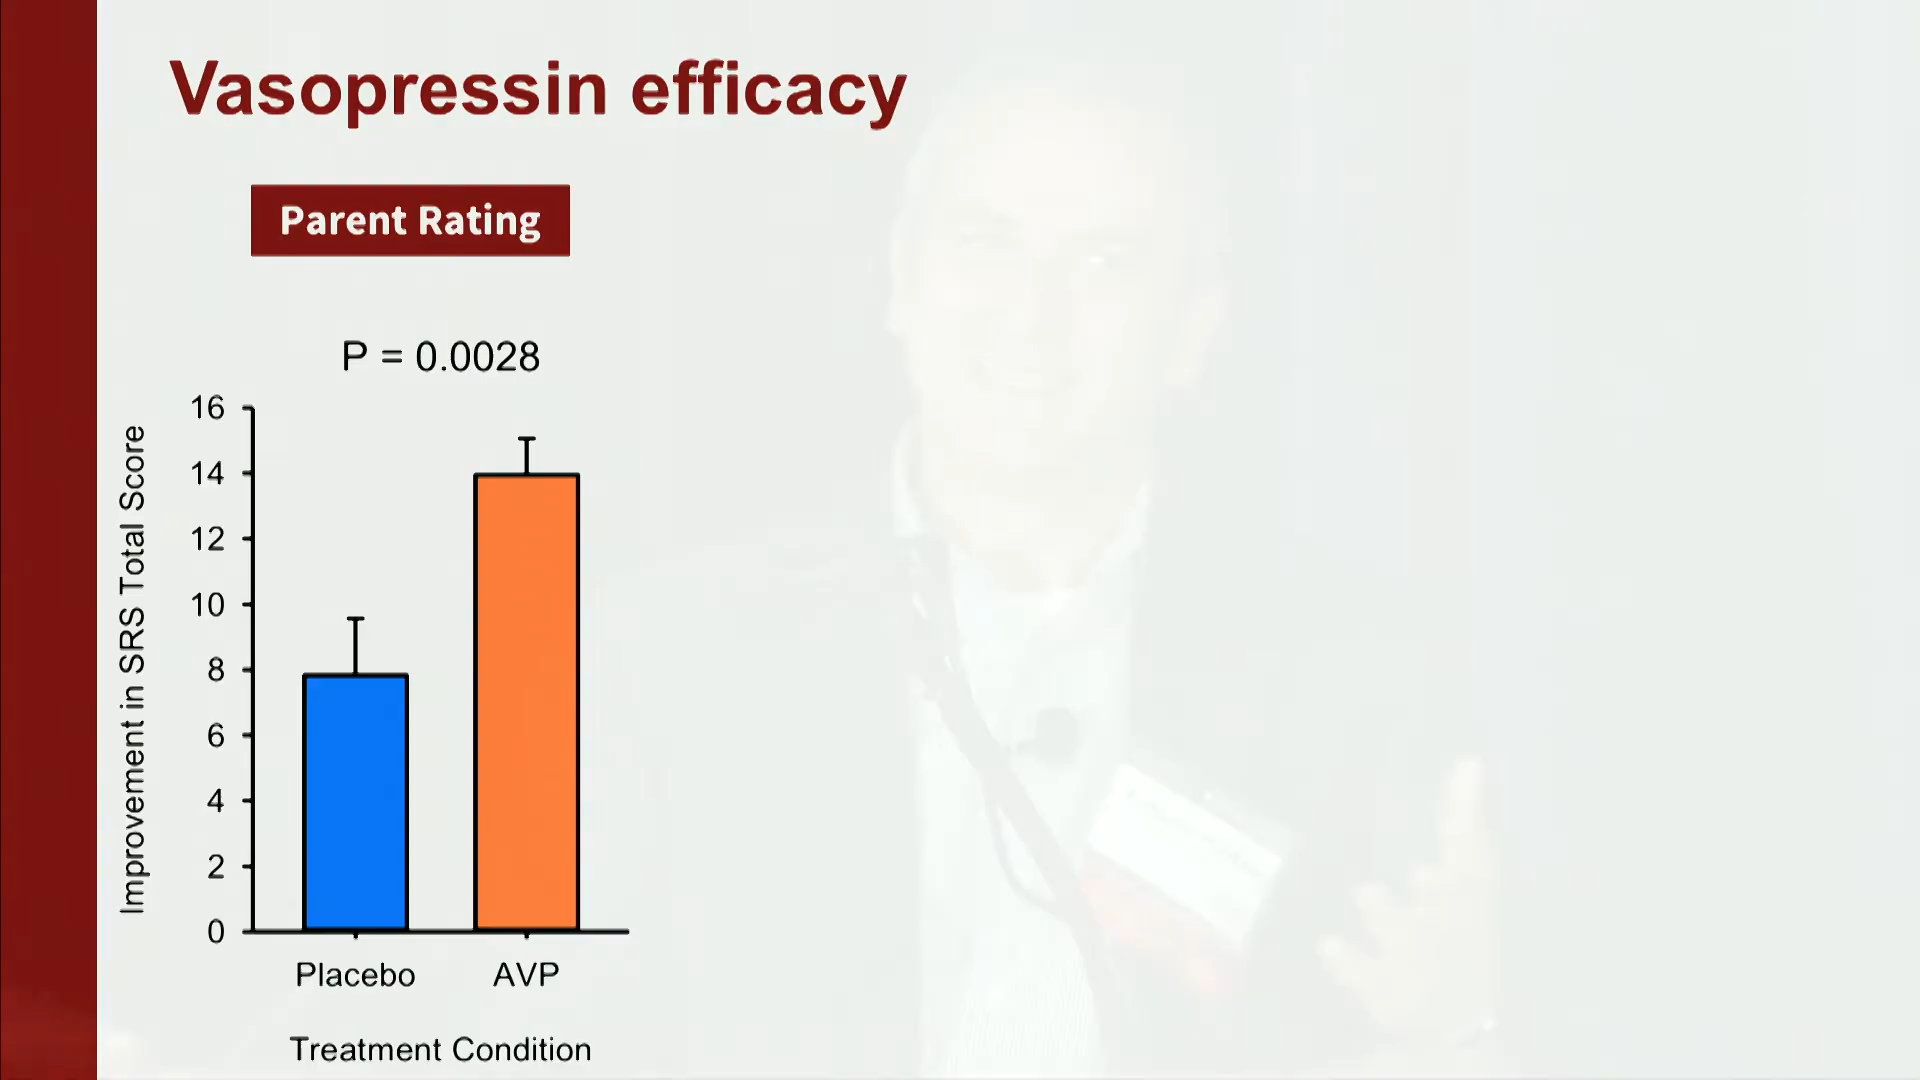 Vasopressin efficacy
Parent Rating
P = 0.0028
Improvement in SRS Total Score
16
14
12
10
8
6
4
2
0
Placebo AVP
Treatment Condition